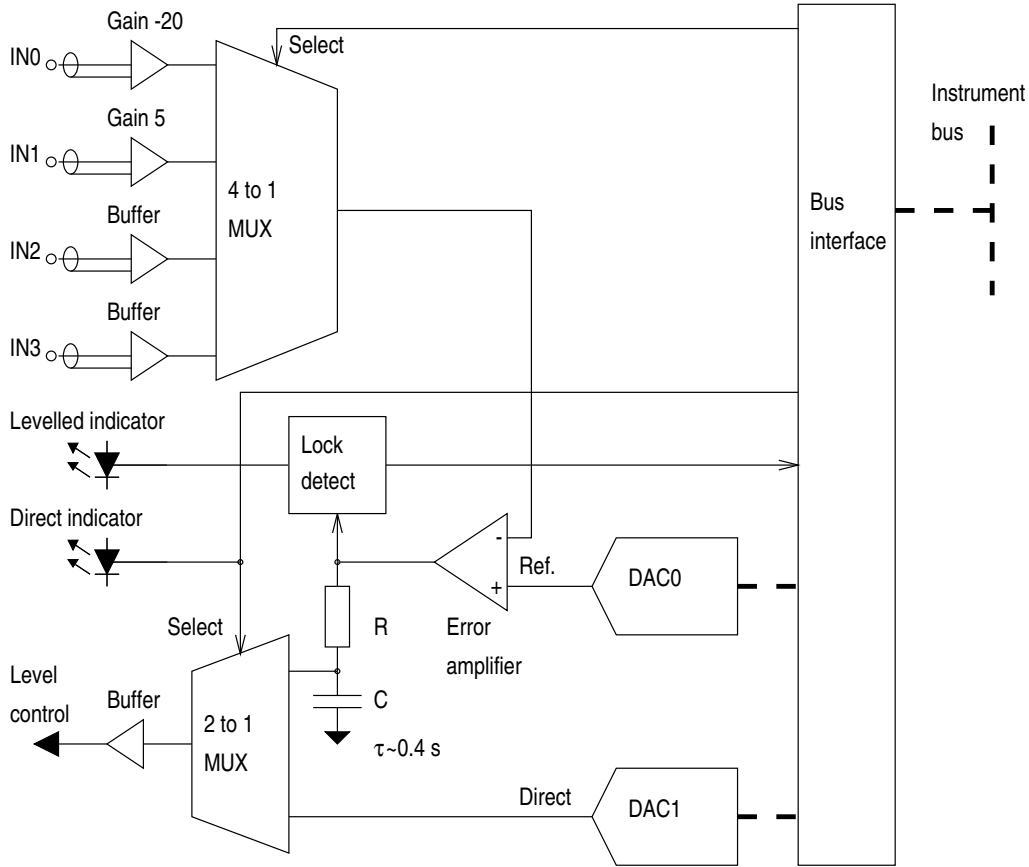 Gain -20
IN0
Select
Gain 5
IN1
4 to 1
MUX
Buffer
IN2
Buffer
IN3
Instrument
bus
Bus
interface
Levelled indicator
Lock
detect
Direct indicator
-
+
Ref.
DAC0
Error
amplifier
Select
R
C
τ~0.4 s
Level
control
Buffer
2 to 1
MUX
Direct
DAC1